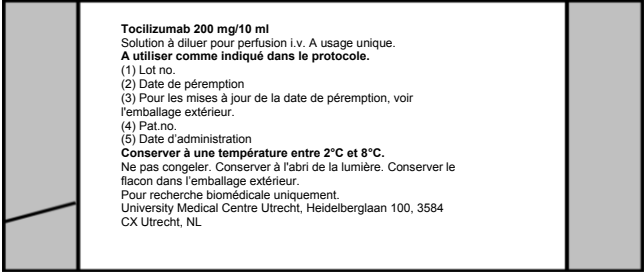 Tocilizumab 200 mg/10 ml
Solution à diluer pour perfusion i.v. A usage unique.
A utiliser comme indiqué dans le protocole.
(1) Lot no.
(2) Date de péremption
(3) Pour les mises à jour de la date de péremption, voir
l'emballage extérieur.
(4) Pat.no.
(5) Date d'administration
Conserver à une température entre 2°C et 8°C.
Ne pas congeler. Conserver à l'abri de la lumière. Conserver le
flacon dans l'emballage extérieur.
Pour recherche biomédicale uniquement.
University Medical Centre Utrecht, Heidelberglaan 100, 3584
CX Utrecht, NL